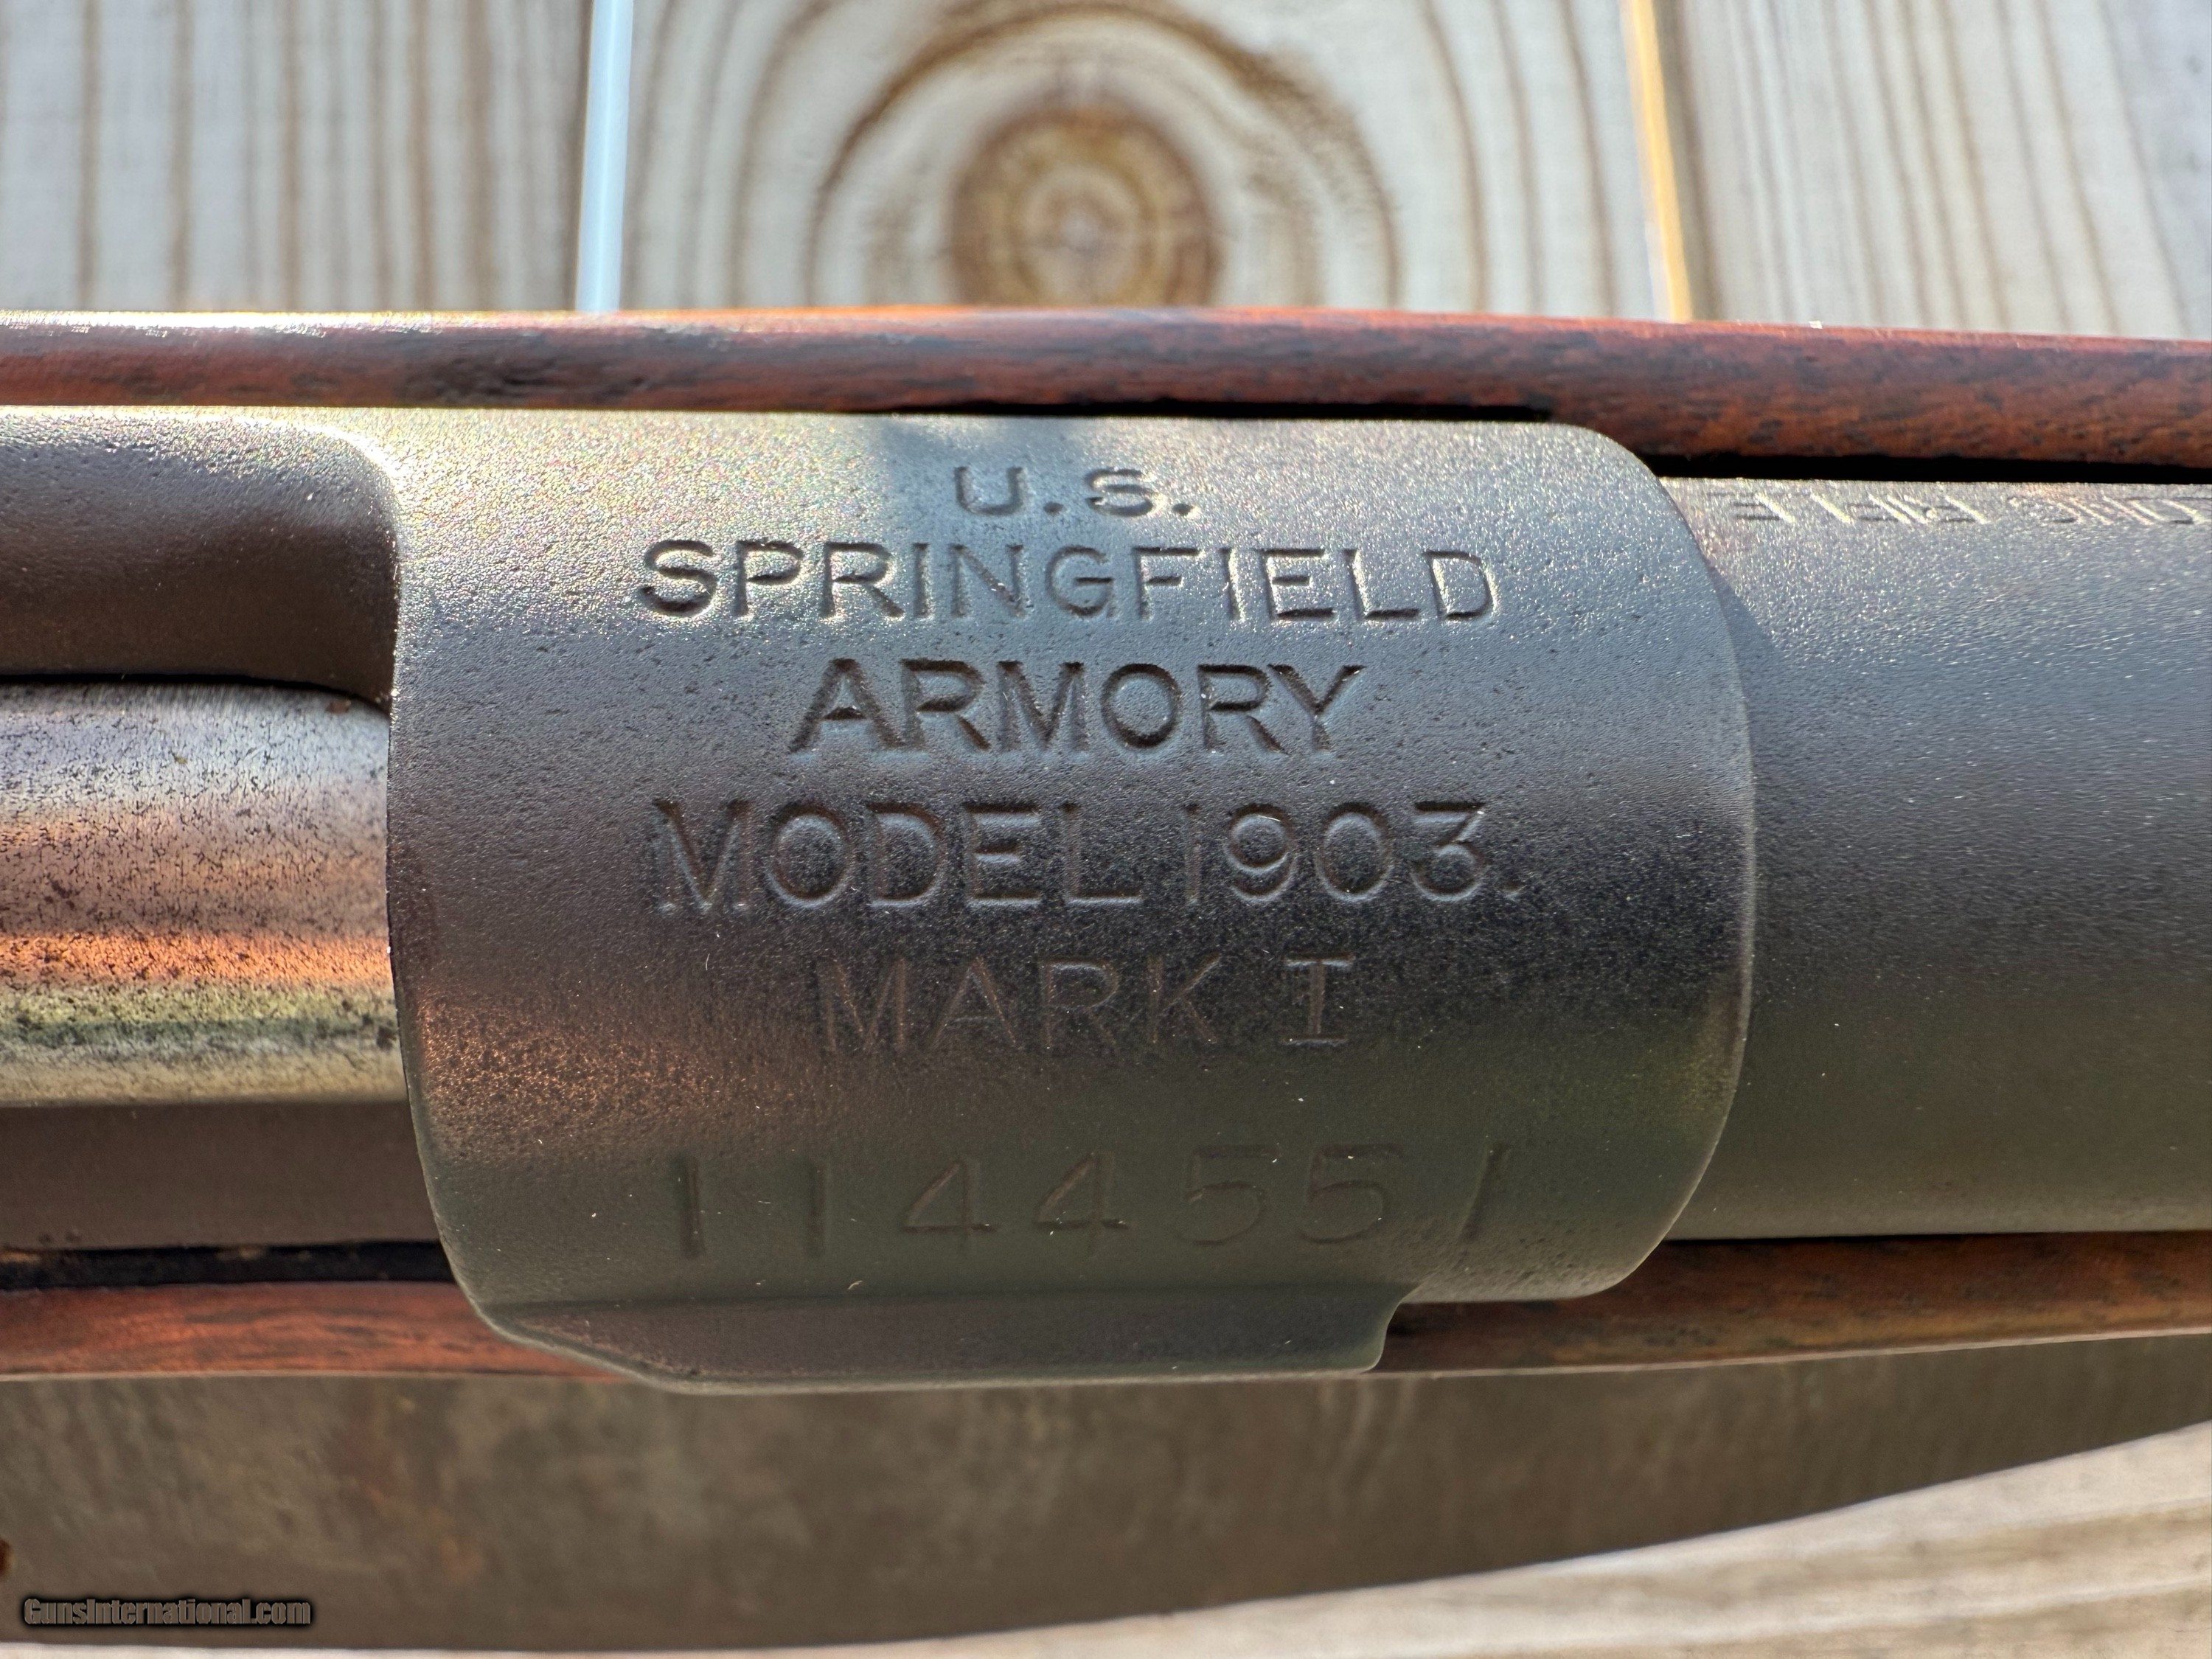 U.S.
SPRINGFIELD
ARMORY
MODEL 1903.
MARK I
1144551
GunsInternational.com